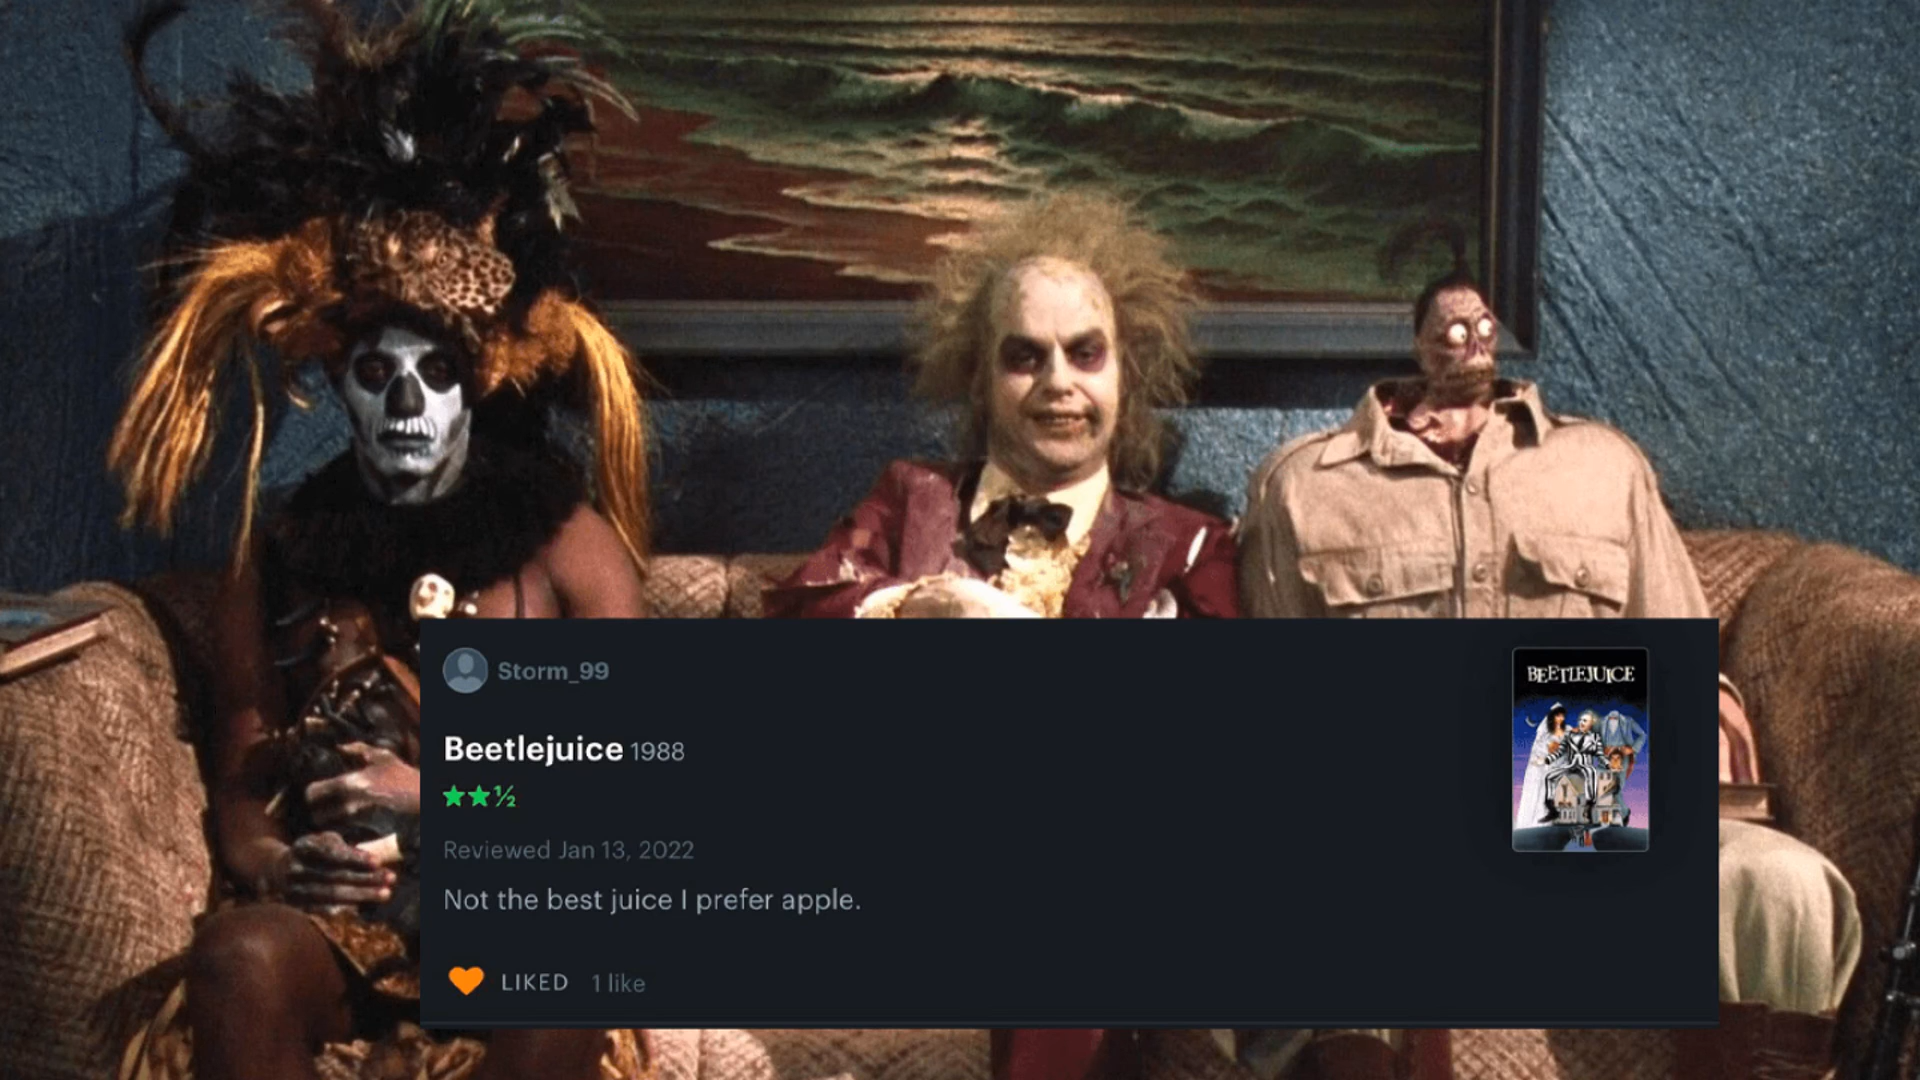 Storm_99
BEETLEJUICE
Beetlejuice 1988
★★½
Reviewed Jan 13, 2022
Not the best juice I prefer apple.
LIKED 1 like